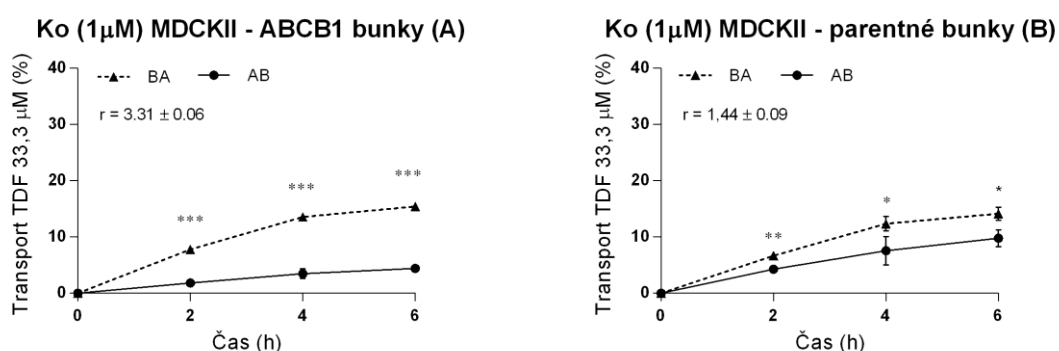 Ko (1μM) MDCKII - ABCB1 bunky (A)
Transport TDF 33,3 μM (%)
40
30
20
10
0
BA
AB
r = 3.31 ± 0.06
***
***
***
0
2
4
6
Čas (h)
Ko (1μM) MDCKII - parentné bunky (B)
Transport TDF 33,3 μM (%)
40
30
20
10
0
BA
AB
r = 1,44 ± 0.09
**
*
*
0
2
4
6
Čas (h)